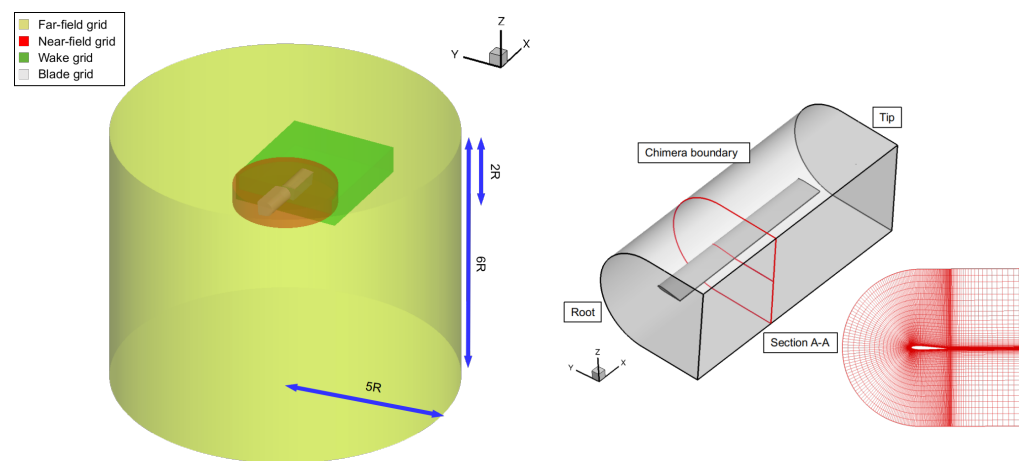 Far-field grid
Near-field grid
Wake grid
Blade grid
Z
Y
X
2R
6R
5R
Tip
Chimera boundary
Root
Section A-A
Z
Y
X